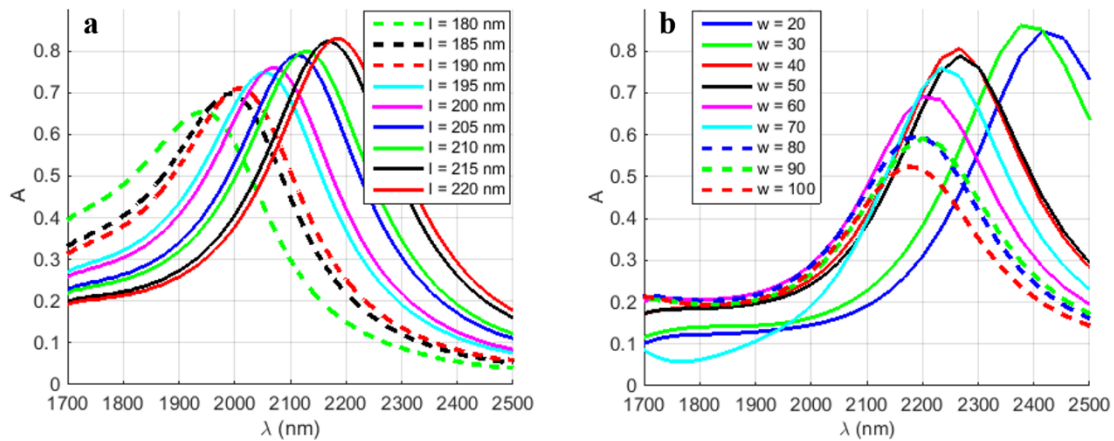 a
A
0.8
0.7
0.6
0.5
0.4
0.3
0.2
0.1
0
1700 1800 1900 2000 2100 2200 2300 2400 2500
λ (nm)
l = 180 nm
l = 185 nm
l = 190 nm
l = 195 nm
l = 200 nm
l = 205 nm
l = 210 nm
l = 215 nm
l = 220 nm
b
A
0.8
0.7
0.6
0.5
0.4
0.3
0.2
0.1
0
1700 1800 1900 2000 2100 2200 2300 2400 2500
λ (nm)
w = 20
w = 30
w = 40
w = 50
w = 60
w = 70
w = 80
w = 90
w = 100